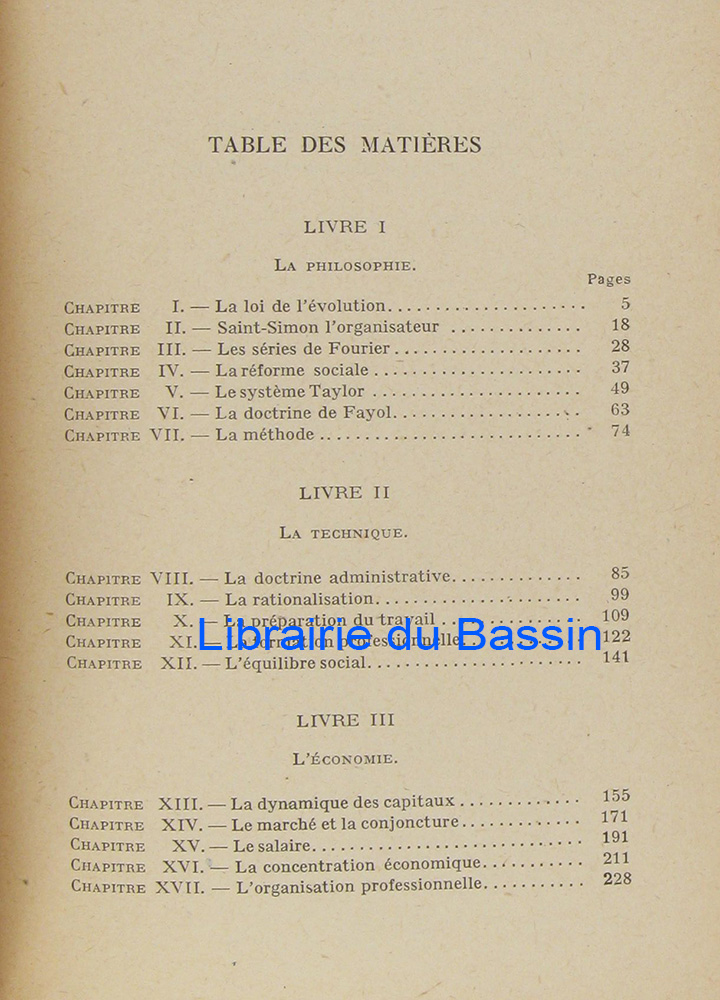 TABLE DES MATIÈRES
LIVRE I
LA PHILOSOPHIE.
Pages
CHAPITRE I. — La loi de l'évolution..................... 5
CHAPITRE II. — Saint-Simon l'organisateur .............. 18
CHAPITRE III. — Les séries de Fourier.................... 28
CHAPITRE IV. — La réforme sociale ...................... 37
CHAPITRE V. — Le système Taylor ...................... 49
CHAPITRE VI. — La doctrine de Fayol.................... 63
CHAPITRE VII. — La méthode ........................... 74
LIVRE II
LA TECHNIQUE.
CHAPITRE VIII. — La doctrine administrative.............. 85
CHAPITRE IX. — La rationalisation...................... 99
CHAPITRE X. — La préparation du travail ............... 109
CHAPITRE XI. — La formation professionnelle............ 122
Librairie du Bassin
CHAPITRE XII. — L'équilibre social....................... 141
LIVRE III
L'ÉCONOMIE.
CHAPITRE XIII. — La dynamique des capitaux ............. 155
CHAPITRE XIV. — Le marché et la conjoncture............. 171
CHAPITRE XV. — Le salaire............................. 191
CHAPITRE XVI. — La concentration économique........... 211
CHAPITRE XVII. — L'organisation professionnelle........... 228